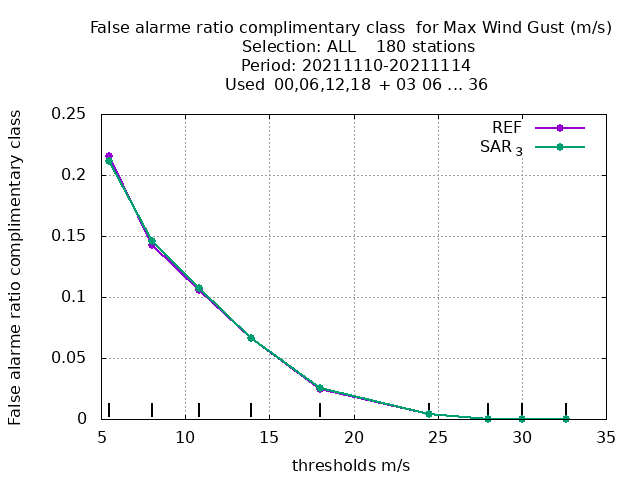 False alarme ratio complimentary class  for Max Wind Gust (m/s)
Selection: ALL    180 stations
Period: 20211110-20211114
Used  00,06,12,18  + 03 06 ... 36
REF
SAR 3
False alarme ratio complimentary class
0.25
0.2
0.15
0.1
0.05
0
5 10 15 20 25 30 35
thresholds m/s